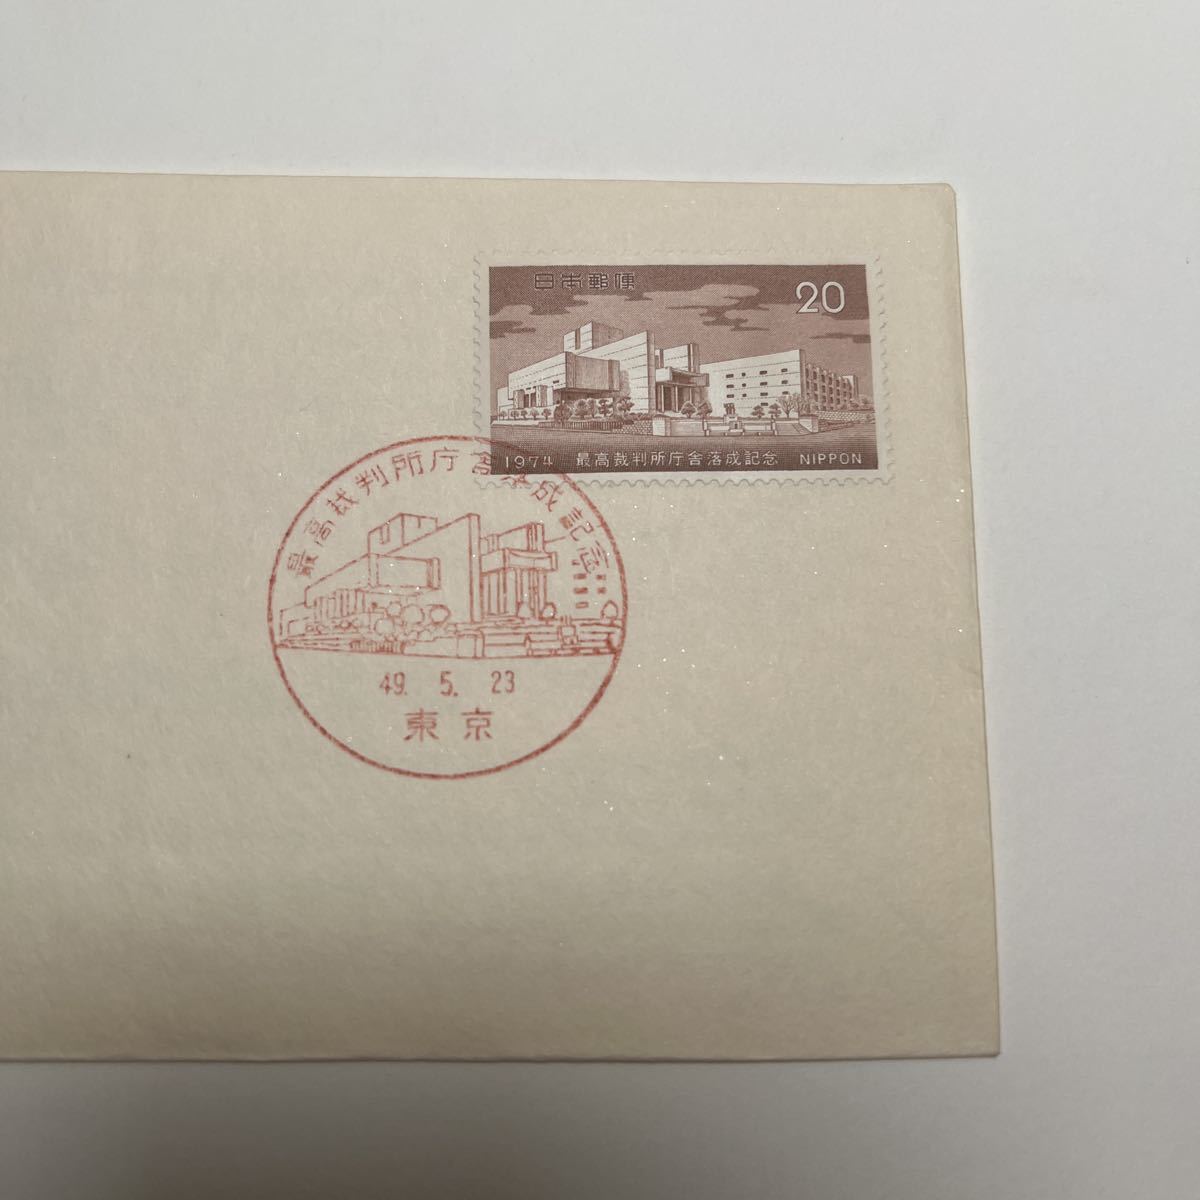 日本郵便 20
1974 最高裁判所庁舎落成記念 NIPPON
最高裁判所庁舎落成記念
49. 5. 23
東京